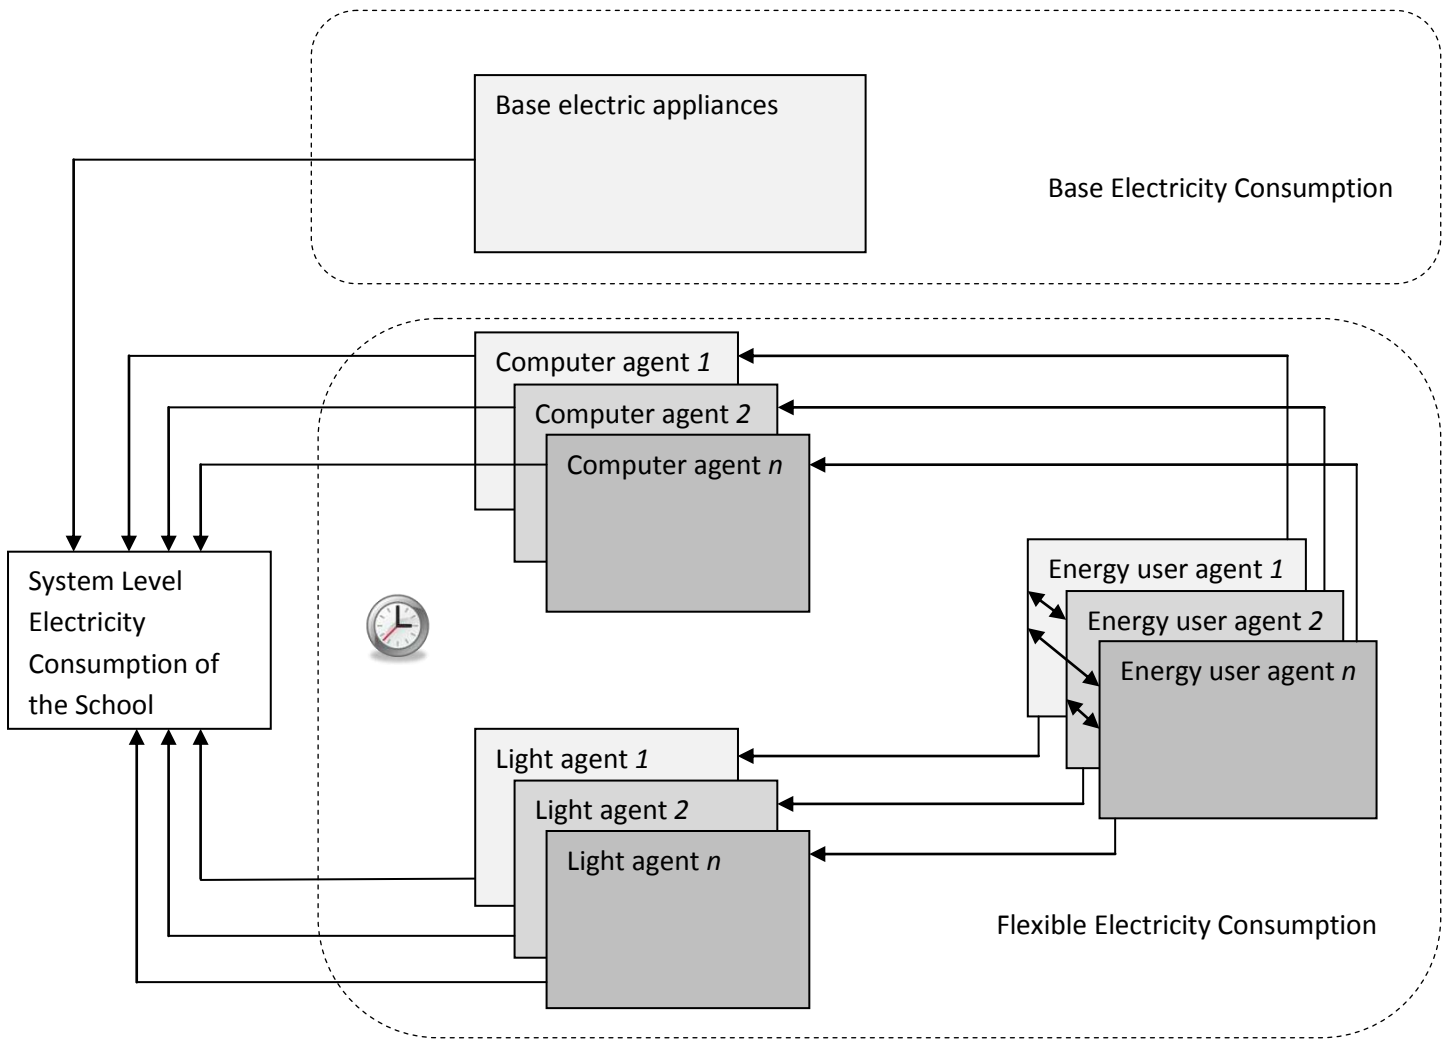 Base electric appliances
Base Electricity Consumption
Computer agent 1
Computer agent 2
Computer agent n
System Level
Electricity
Consumption of
the School
Energy user agent 1
Energy user agent 2
Energy user agent n
Light agent 1
Light agent 2
Light agent n
Flexible Electricity Consumption